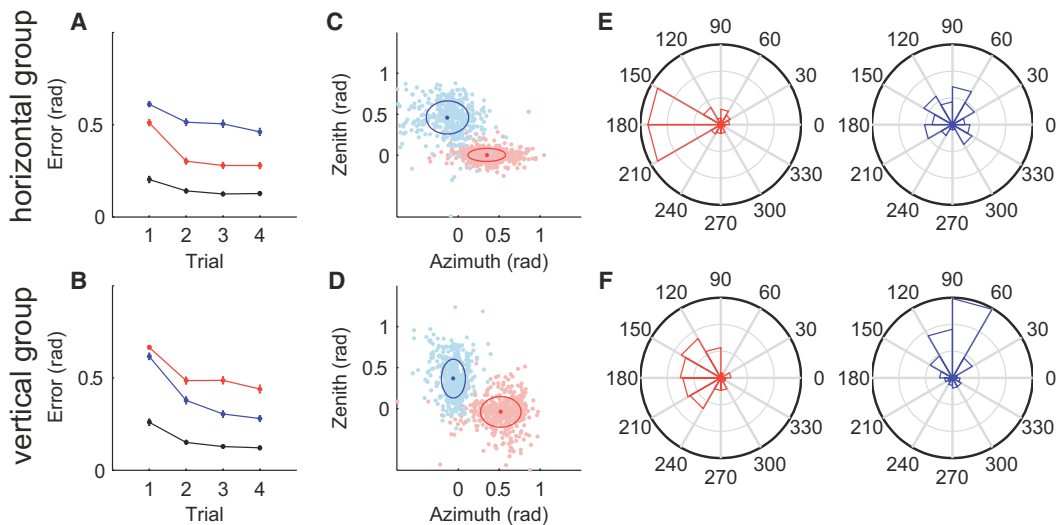 horizontal group
A
Error (rad)
0.5
0
1 2 3 4
Trial
C
Zenith (rad)
1
0.5
0
0 0.5 1
Azimuth (rad)
E
90
120 60
150 30
180 0
210 330
240 300
270
90
120 60
150 30
180 0
210 330
240 300
270
vertical group
B
Error (rad)
0.5
0
1 2 3 4
Trial
D
Zenith (rad)
1
0.5
0
0 0.5 1
Azimuth (rad)
F
90
120 60
150 30
180 0
210 330
240 300
270
90
120 60
150 30
180 0
210 330
240 300
270